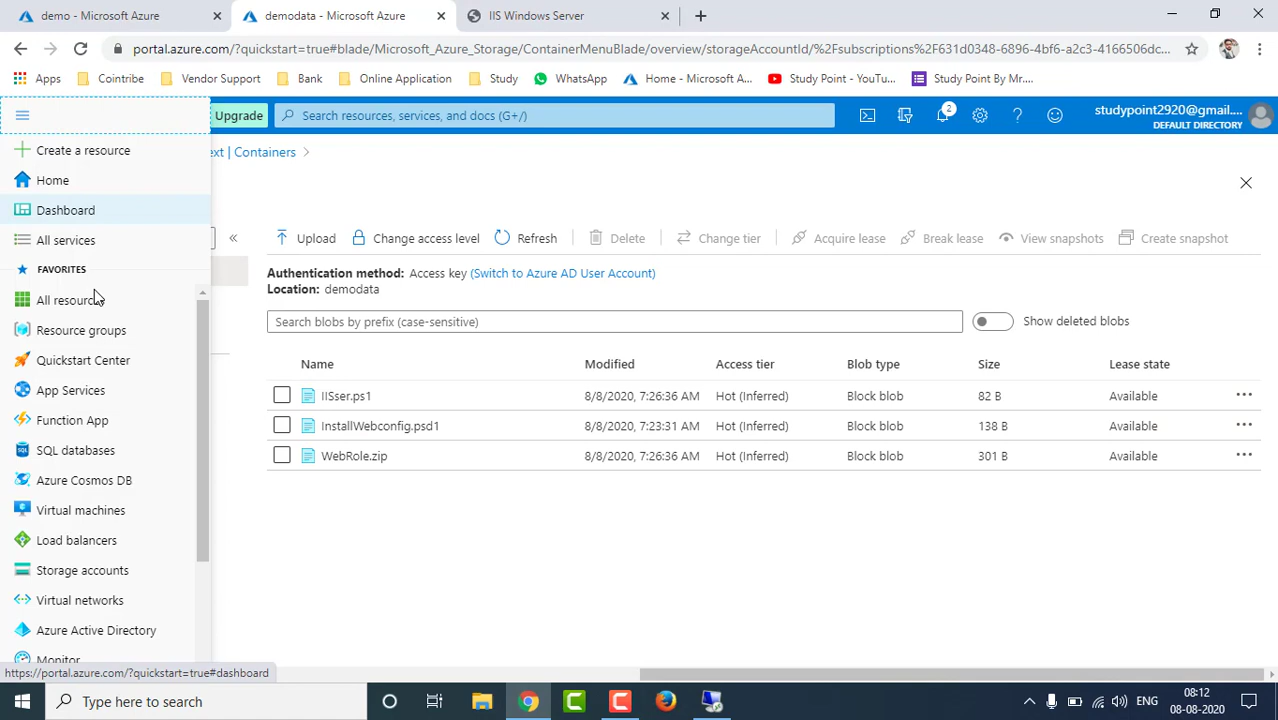 demo - Microsoft Azure
demodata - Microsoft Azure
IIS Windows Server
portal.azure.com/?quickstart=true#blade/Microsoft_Azure_Storage/ContainerMenuBlade/overview/storageAccountId/%2Fsubscriptions%2F631d0348-6896-4bf6-a2c3-4166506dc...
Apps
Cointribe
Vendor Support
Bank
Online Application
Study
WhatsApp
Home - Microsoft A...
Study Point - YouT...
Study Point By Mr....
Upgrade
Search resources, services, and docs (G+/)
2
studypoint2920@gmail....
DEFAULT DIRECTORY
Create a resource
Home
Dashboard
All services
FAVORITES
All resources
Resource groups
Quickstart Center
App Services
Function App
SQL databases
Azure Cosmos DB
Virtual machines
Load balancers
Storage accounts
Virtual networks
Azure Active Directory
Monitor
ext | Containers
Upload
Change access level
Refresh
Delete
Change tier
Acquire lease
Break lease
View snapshots
Create snapshot
Authentication method: Access key (Switch to Azure AD User Account)
Location: demodata
Search blobs by prefix (case-sensitive)
Show deleted blobs
Name Modified Access tier Blob type Size Lease state
IISser.ps1 8/8/2020, 7:26:36 AM Hot (Inferred) Block blob 82 B Available
InstallWebconfig.psd1 8/8/2020, 7:23:31 AM Hot (Inferred) Block blob 138 B Available
WebRole.zip 8/8/2020, 7:26:36 AM Hot (Inferred) Block blob 301 B Available
https://portal.azure.com/?quickstart=true#dashboard
Type here to search
ENG
08:12
08-08-2020